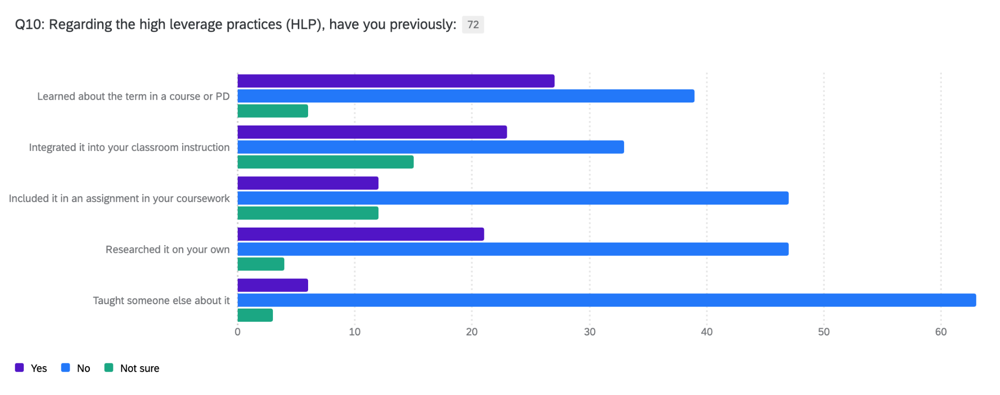 Q10: Regarding the high leverage practices (HLP), have you previously: 72
Learned about the term in a course or PD
Integrated it into your classroom instruction
Included it in an assignment in your coursework
Researched it on your own
Taught someone else about it
0 10 20 30 40 50 60
Yes No Not sure